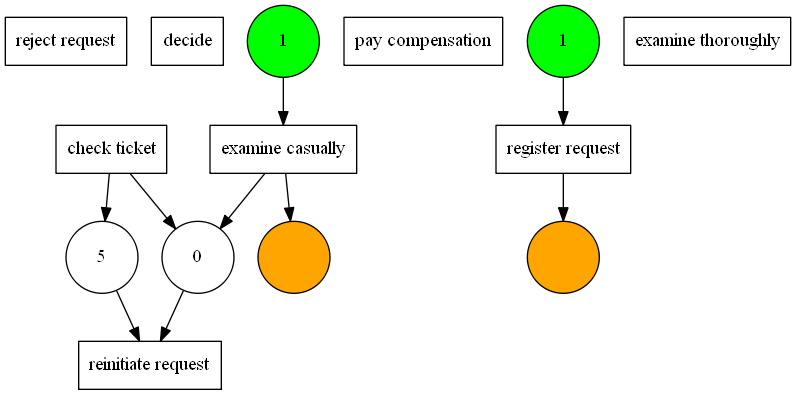 reject request
decide
1
pay compensation
1
examine thoroughly
check ticket
examine casually
register request
5
0
reinitiate request